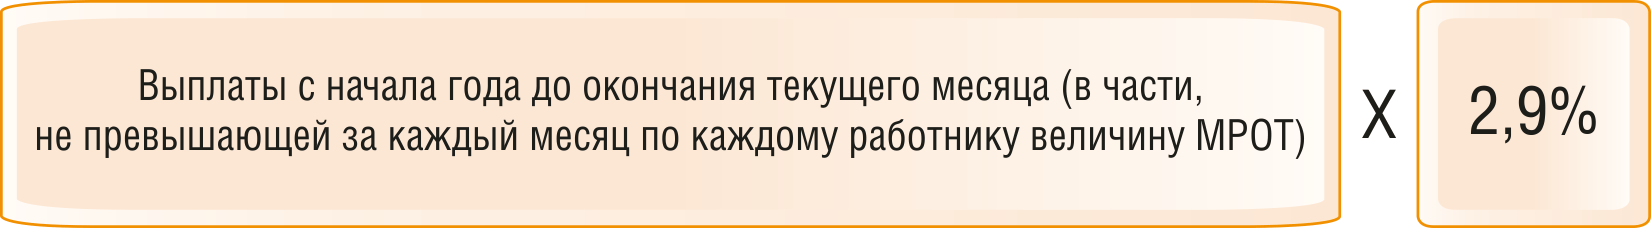 Выплаты с начала года до окончания текущего месяца (в части,
не превышающей за каждый месяц по каждому работнику величину МРОТ)
X
2,9%